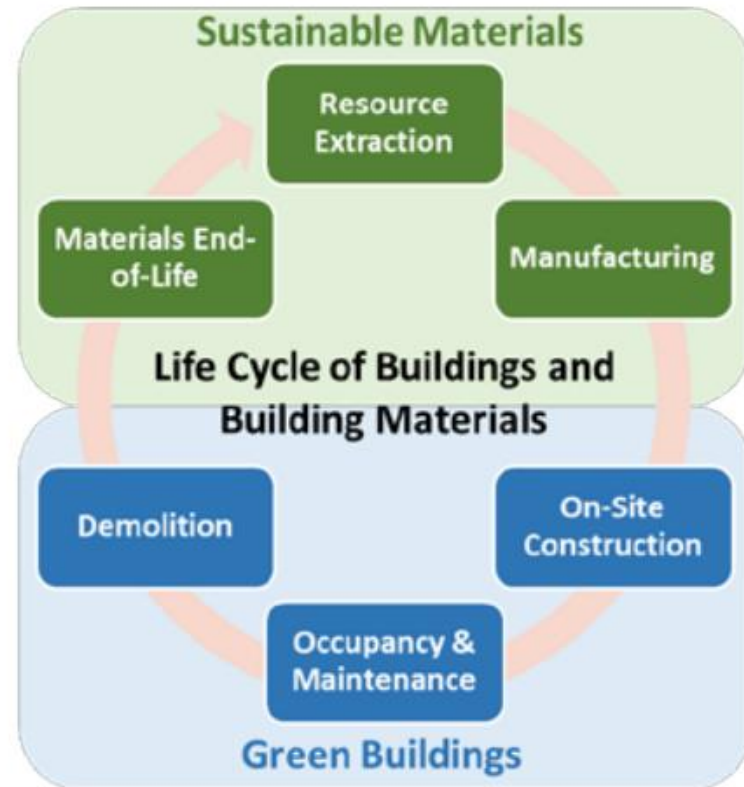 Sustainable Materials
Resource
Extraction
Materials End-
of-Life
Manufacturing
Life Cycle of Buildings and
Building Materials
Demolition
On-Site
Construction
Occupancy &
Maintenance
Green Buildings